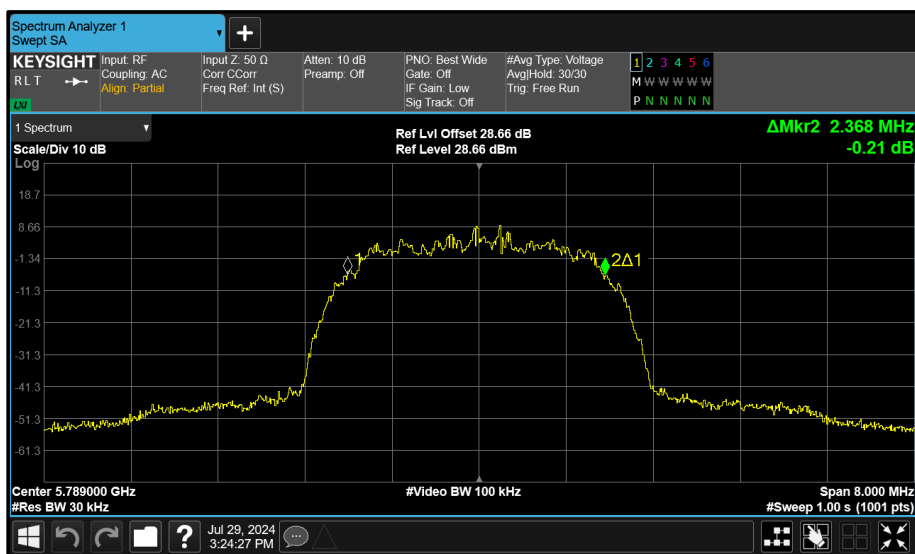 Spectrum Analyzer 1
Swept SA
KEYSIGHT
R L T
LXI
Input: RF
Coupling: AC
Align: Partial
Input Z: 50 Ω
Corr CCorr
Freq Ref: Int (S)
Atten: 10 dB
Preamp: Off
PNO: Best Wide
Gate: Off
IF Gain: Low
Sig Track: Off
#Avg Type: Voltage
Avg|Hold: 30/30
Trig: Free Run
1 2 3 4 5 6
M W W W W W
P N N N N N
1 Spectrum
Scale/Div 10 dB
Ref Lvl Offset 28.66 dB
Ref Level 28.66 dBm
ΔMkr2 2.368 MHz
-0.21 dB
Log
18.7
8.66
-1.34
-11.3
-21.3
-31.3
-41.3
-51.3
-61.3
1
2Δ1
Center 5.789000 GHz
#Res BW 30 kHz
#Video BW 100 kHz
Span 8.000 MHz
#Sweep 1.00 s (1001 pts)
?
Jul 29, 2024
3:24:27 PM